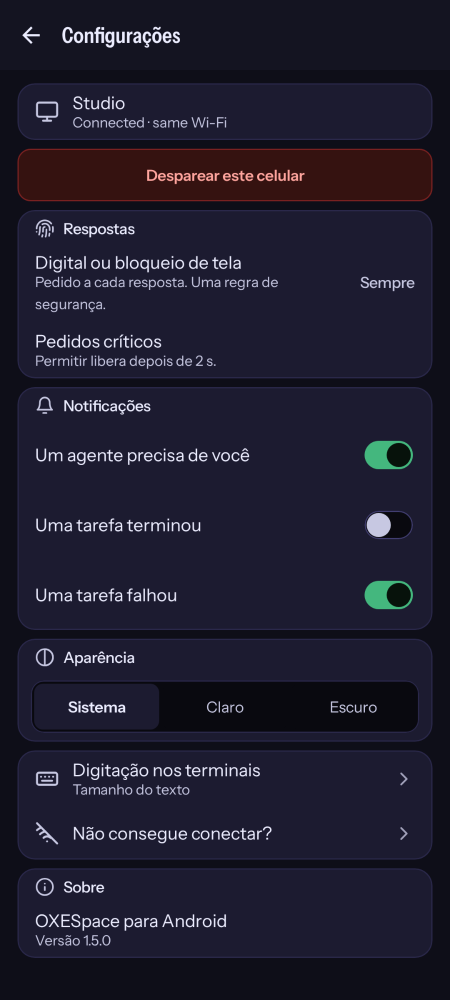 Configurações
Studio
Connected · same Wi-Fi
Desparear este celular
Respostas
Digital ou bloqueio de tela
Pedido a cada resposta. Uma regra de
segurança.
Sempre
Pedidos críticos
Permitir libera depois de 2 s.
Notificações
Um agente precisa de você
Uma tarefa terminou
Uma tarefa falhou
Aparência
Sistema
Claro
Escuro
Digitação nos terminais
Tamanho do texto
Não consegue conectar?
Sobre
OXESpace para Android
Versão 1.5.0